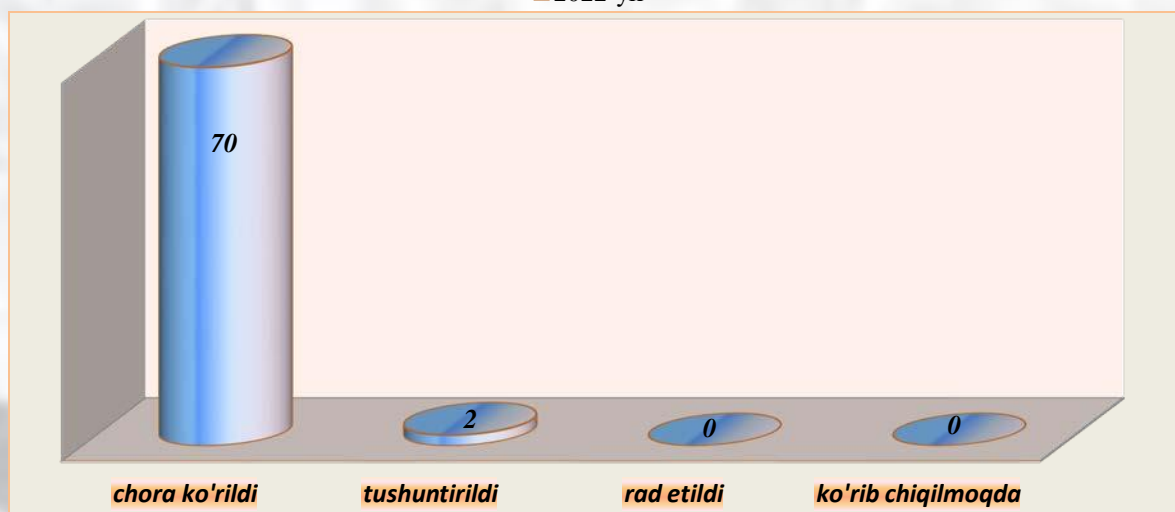 70
2
0
0
chora ko'rildi
tushuntirildi
rad etildi
ko'rib chiqilmoqda